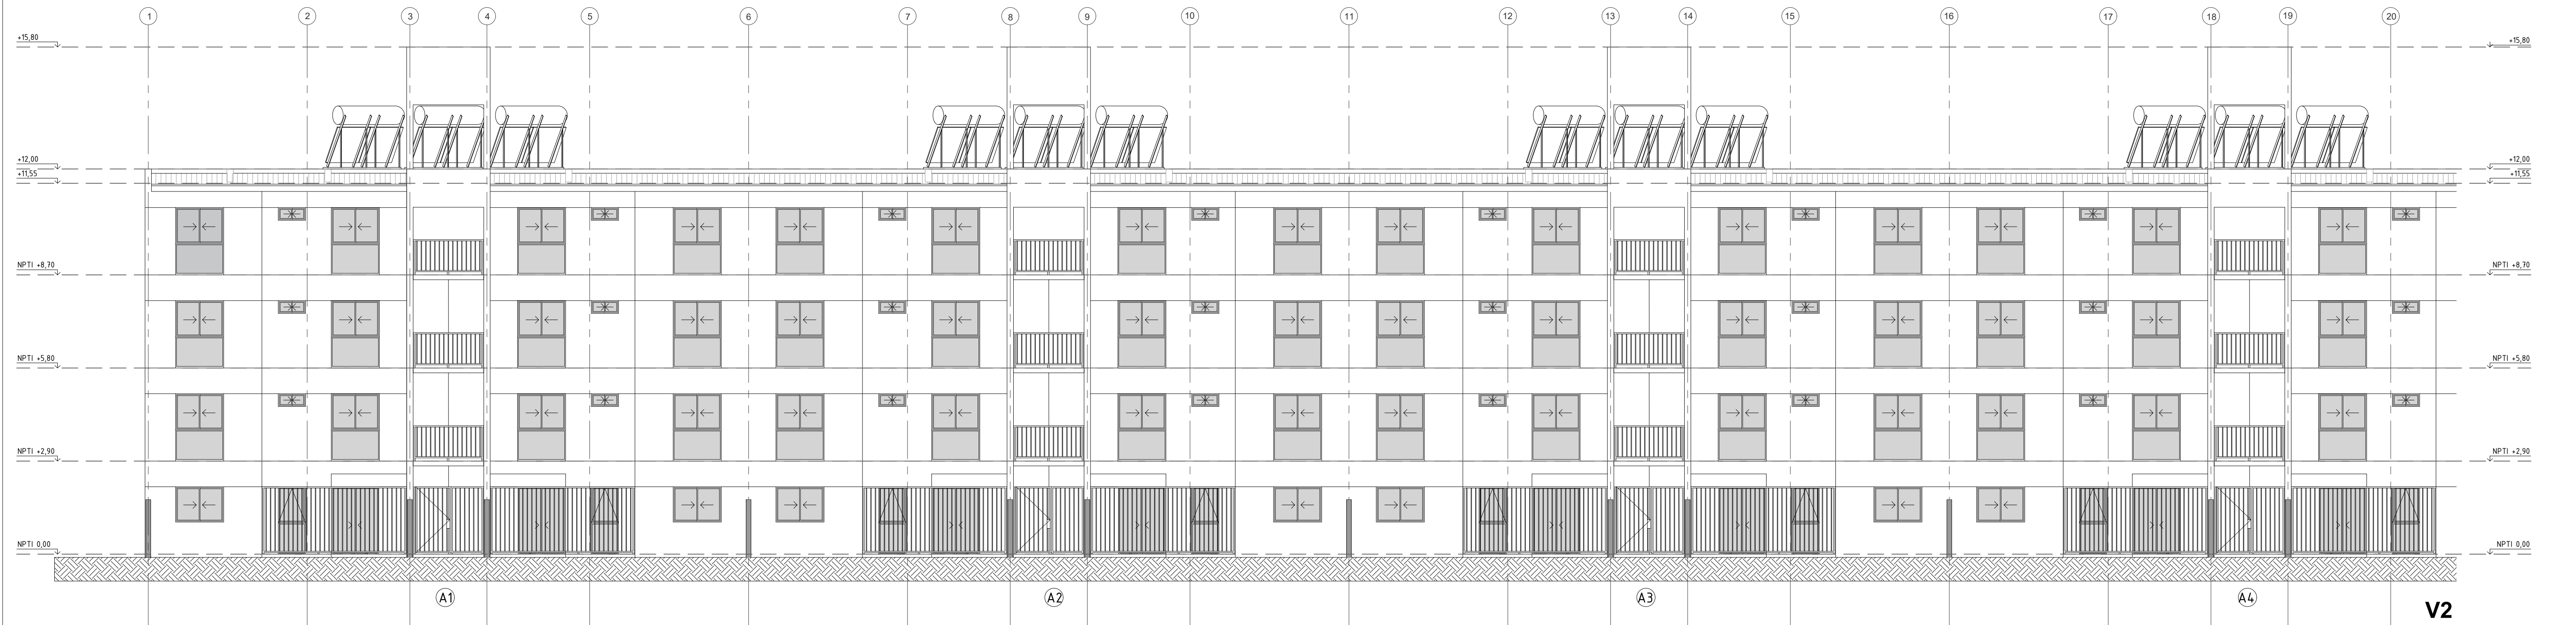 1 2 3 4 5 6 7 8 9 10 11 12 13 14 15 16 17 18 19 20
+15,80 +15,80
+12,00 +12,00
+11,55 +11,55
NPTI +8,70 NPTI +8,70
NPTI +5,80 NPTI +5,80
NPTI +2,90 NPTI +2,90
NPTI 0,00 NPTI 0,00
A1 A2 A3 A4
V2